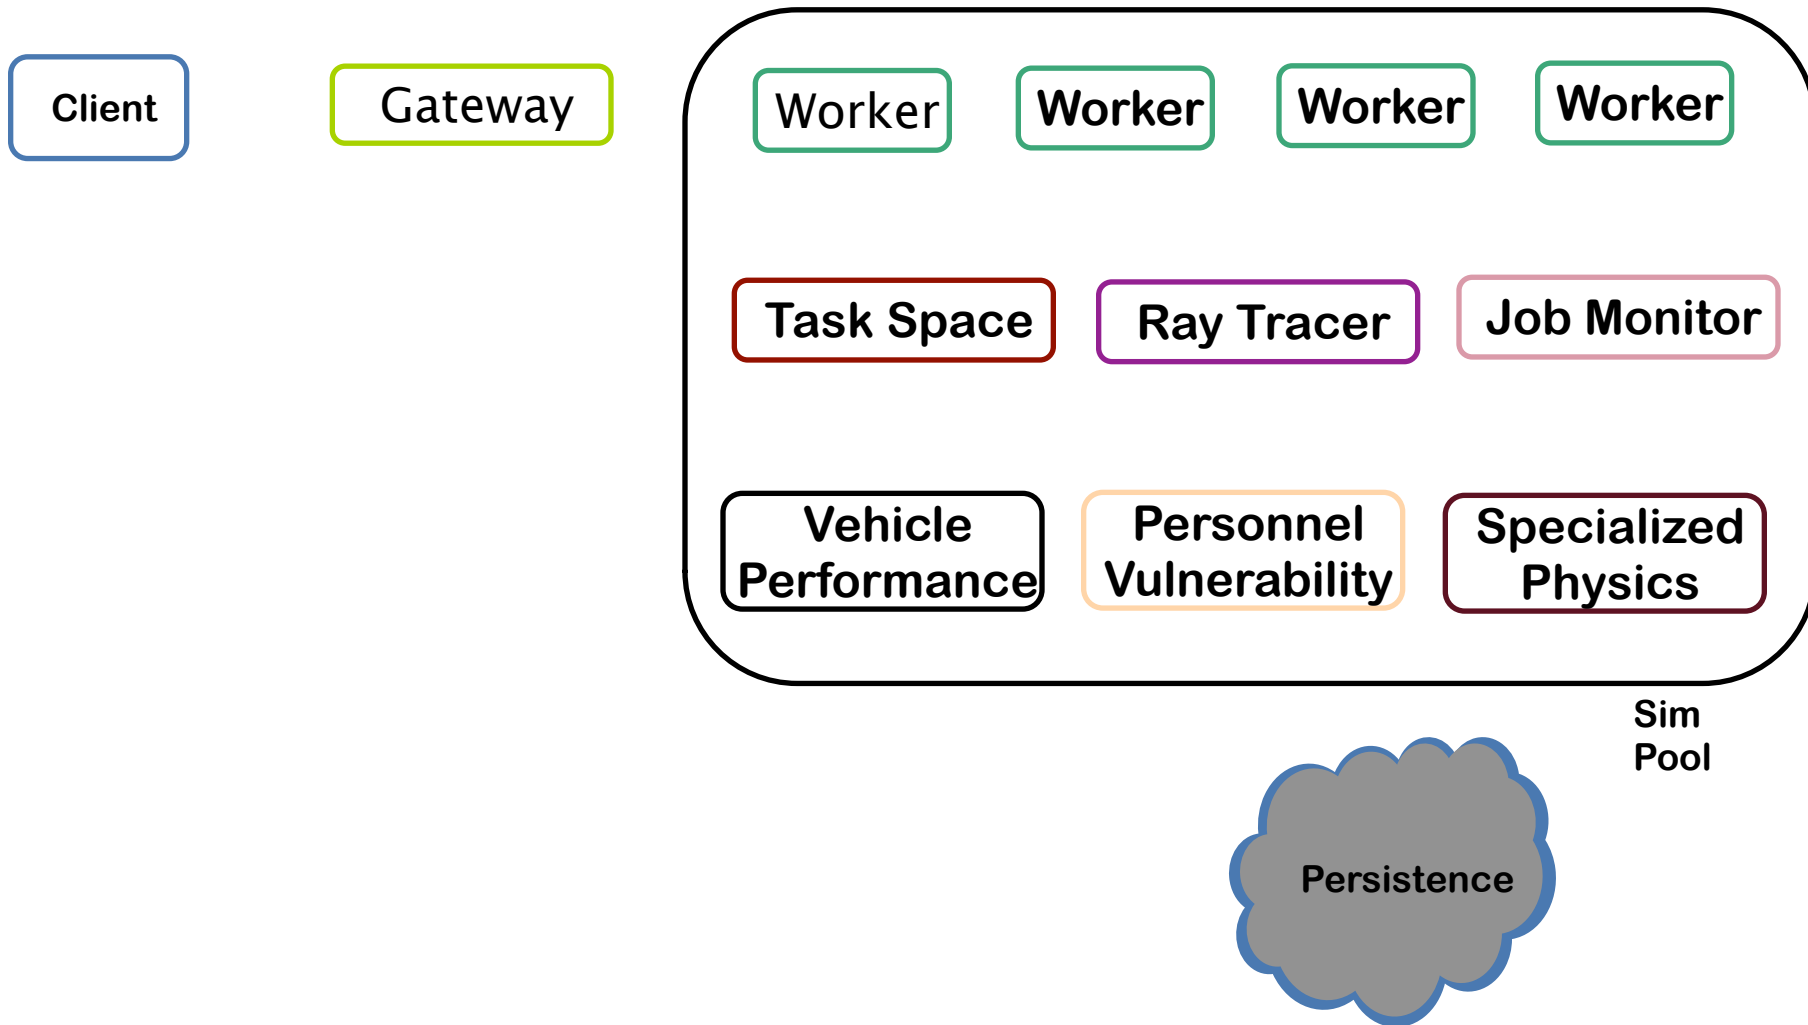 Client
Gateway
Worker
Worker
Worker
Worker
Task Space
Ray Tracer
Job Monitor
Vehicle
Performance
Personnel
Vulnerability
Specialized
Physics
Sim
Pool
Persistence